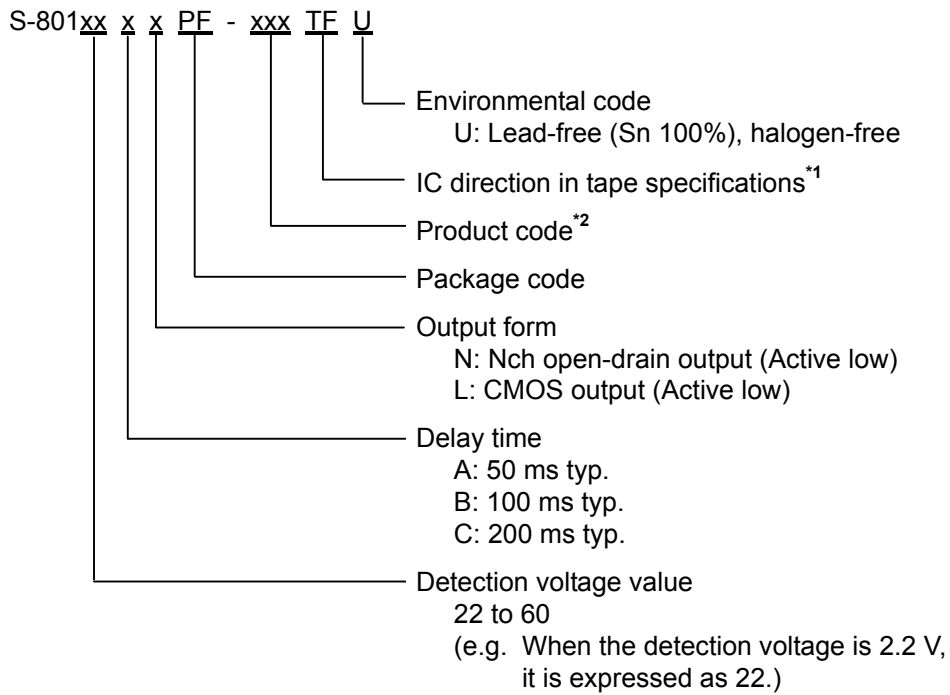 S-801xx x x PF - xxx TF U
Environmental code
U: Lead-free (Sn 100%), halogen-free
IC direction in tape specifications*1
Product code*2
Package code
Output form
N: Nch open-drain output (Active low)
L: CMOS output (Active low)
Delay time
A: 50 ms typ.
B: 100 ms typ.
C: 200 ms typ.
Detection voltage value
22 to 60
(e.g. When the detection voltage is 2.2 V,
it is expressed as 22.)